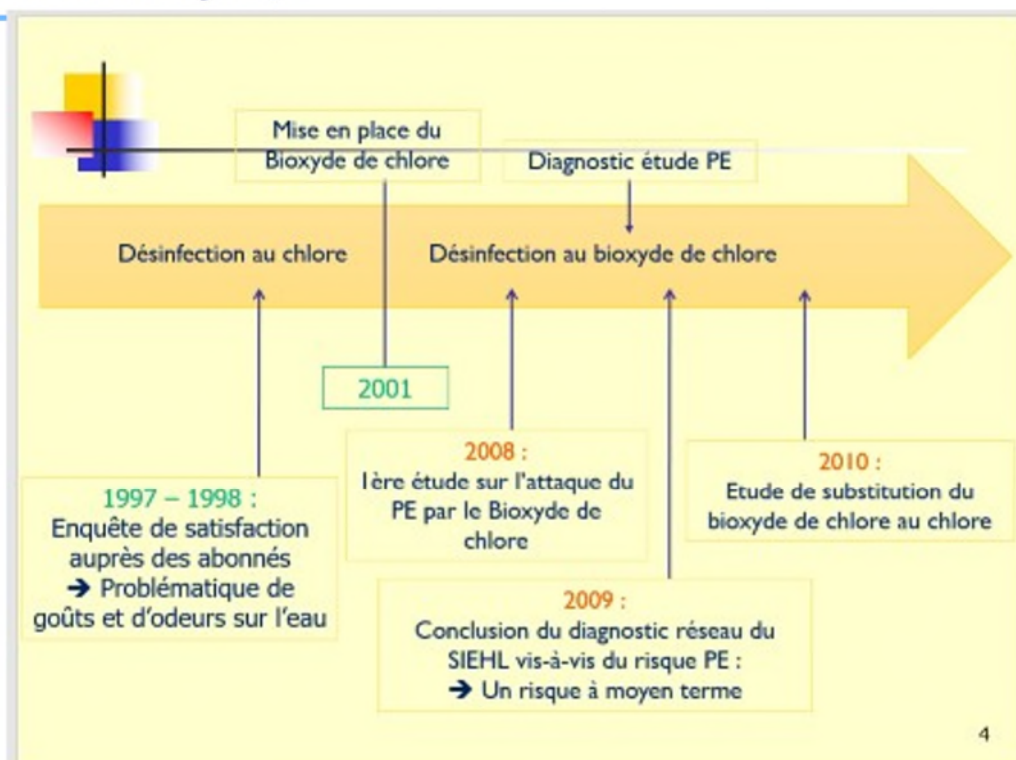 Mise en place du
Bioxyde de chlore
Diagnostic étude PE
Désinfection au chlore
Désinfection au bioxyde de chlore
2001
1997 – 1998 :
Enquête de satisfaction
auprès des abonnés
➔ Problématique de
goûts et d'odeurs sur l'eau
2008 :
1ère étude sur l'attaque du
PE par le Bioxyde de
chlore
2009 :
Conclusion du diagnostic réseau du
SIEHL vis-à-vis du risque PE :
➔ Un risque à moyen terme
2010 :
Etude de substitution du
bioxyde de chlore au chlore
4